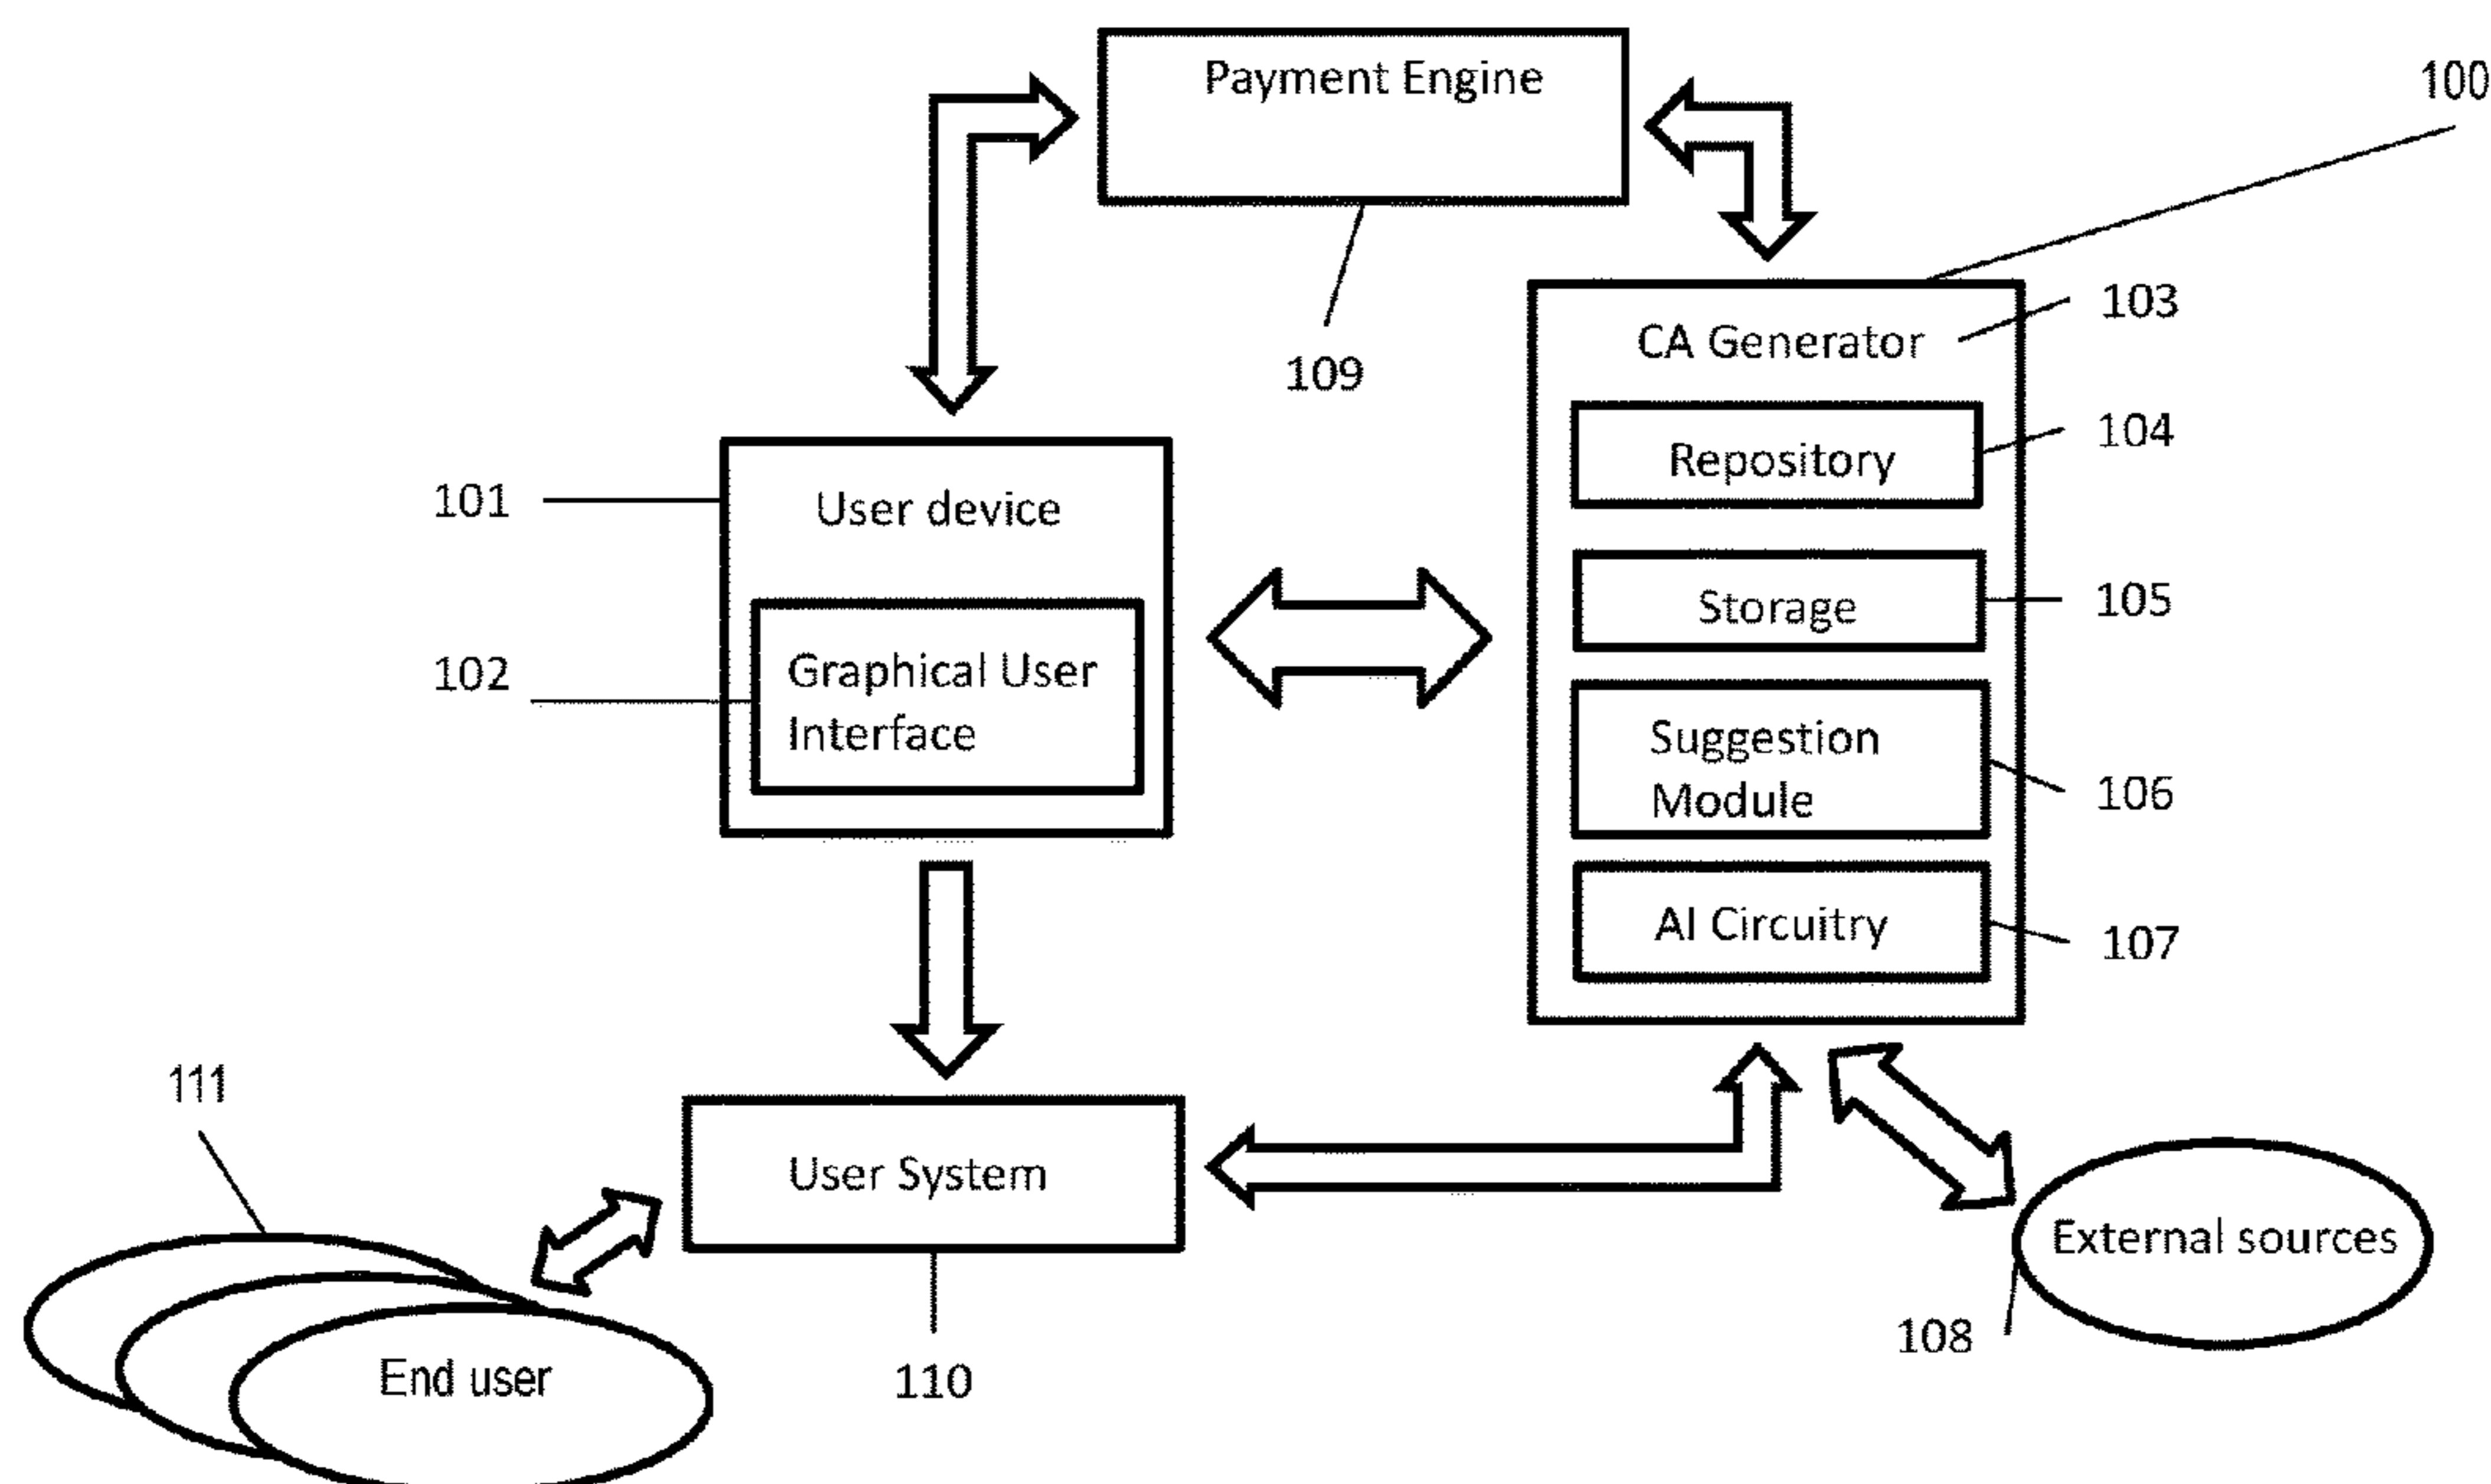 Payment Engine
100
103
CA Generator
109
104
Repository
101
User device
105
Storage
102
Graphical User
Interface
Suggestion
Module
106
AI Circuitry
107
111
User System
External sources
108
End user
110